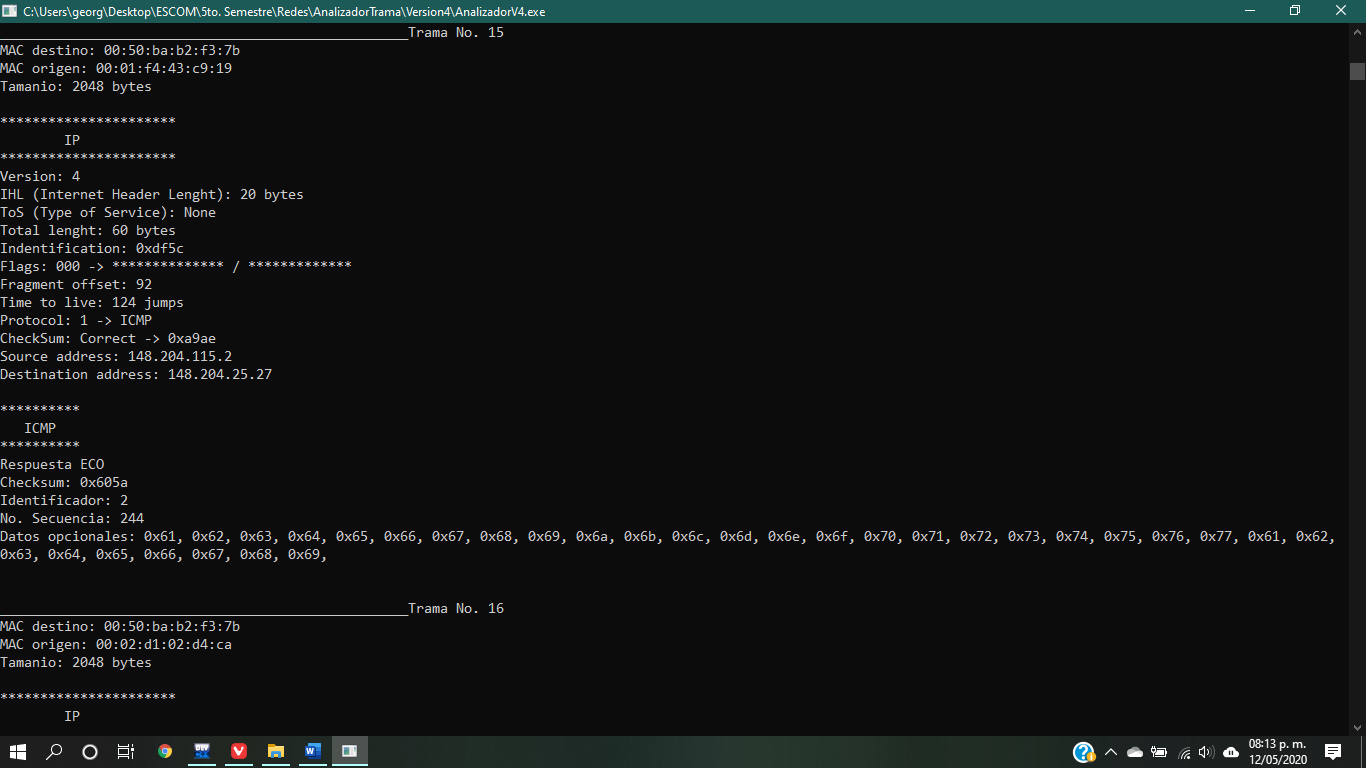 C:\Users\georg\Desktop\ESCOM\5to. Semestre\Redes\AnalizadorTrama\Version4\AnalizadorV4.exe
___________________________________________________Trama No. 15
MAC destino: 00:50:ba:b2:f3:7b
MAC origen: 00:01:f4:43:c9:19
Tamanio: 2048 bytes
**********************
IP
**********************
Version: 4
IHL (Internet Header Lenght): 20 bytes
ToS (Type of Service): None
Total lenght: 60 bytes
Indentification: 0xdf5c
Flags: 000 -> ************** / *************
Fragment offset: 92
Time to live: 124 jumps
Protocol: 1 -> ICMP
CheckSum: Correct -> 0xa9ae
Source address: 148.204.115.2
Destination address: 148.204.25.27
**********
ICMP
**********
Respuesta ECO
Checksum: 0x605a
Identificador: 2
No. Secuencia: 244
Datos opcionales: 0x61, 0x62, 0x63, 0x64, 0x65, 0x66, 0x67, 0x68, 0x69, 0x6a, 0x6b, 0x6c, 0x6d, 0x6e, 0x6f, 0x70, 0x71, 0x72, 0x73, 0x74, 0x75, 0x76, 0x77, 0x61, 0x62,
0x63, 0x64, 0x65, 0x66, 0x67, 0x68, 0x69,
___________________________________________________Trama No. 16
MAC destino: 00:50:ba:b2:f3:7b
MAC origen: 00:02:d1:02:d4:ca
Tamanio: 2048 bytes
**********************
IP
08:13 p. m.
12/05/2020